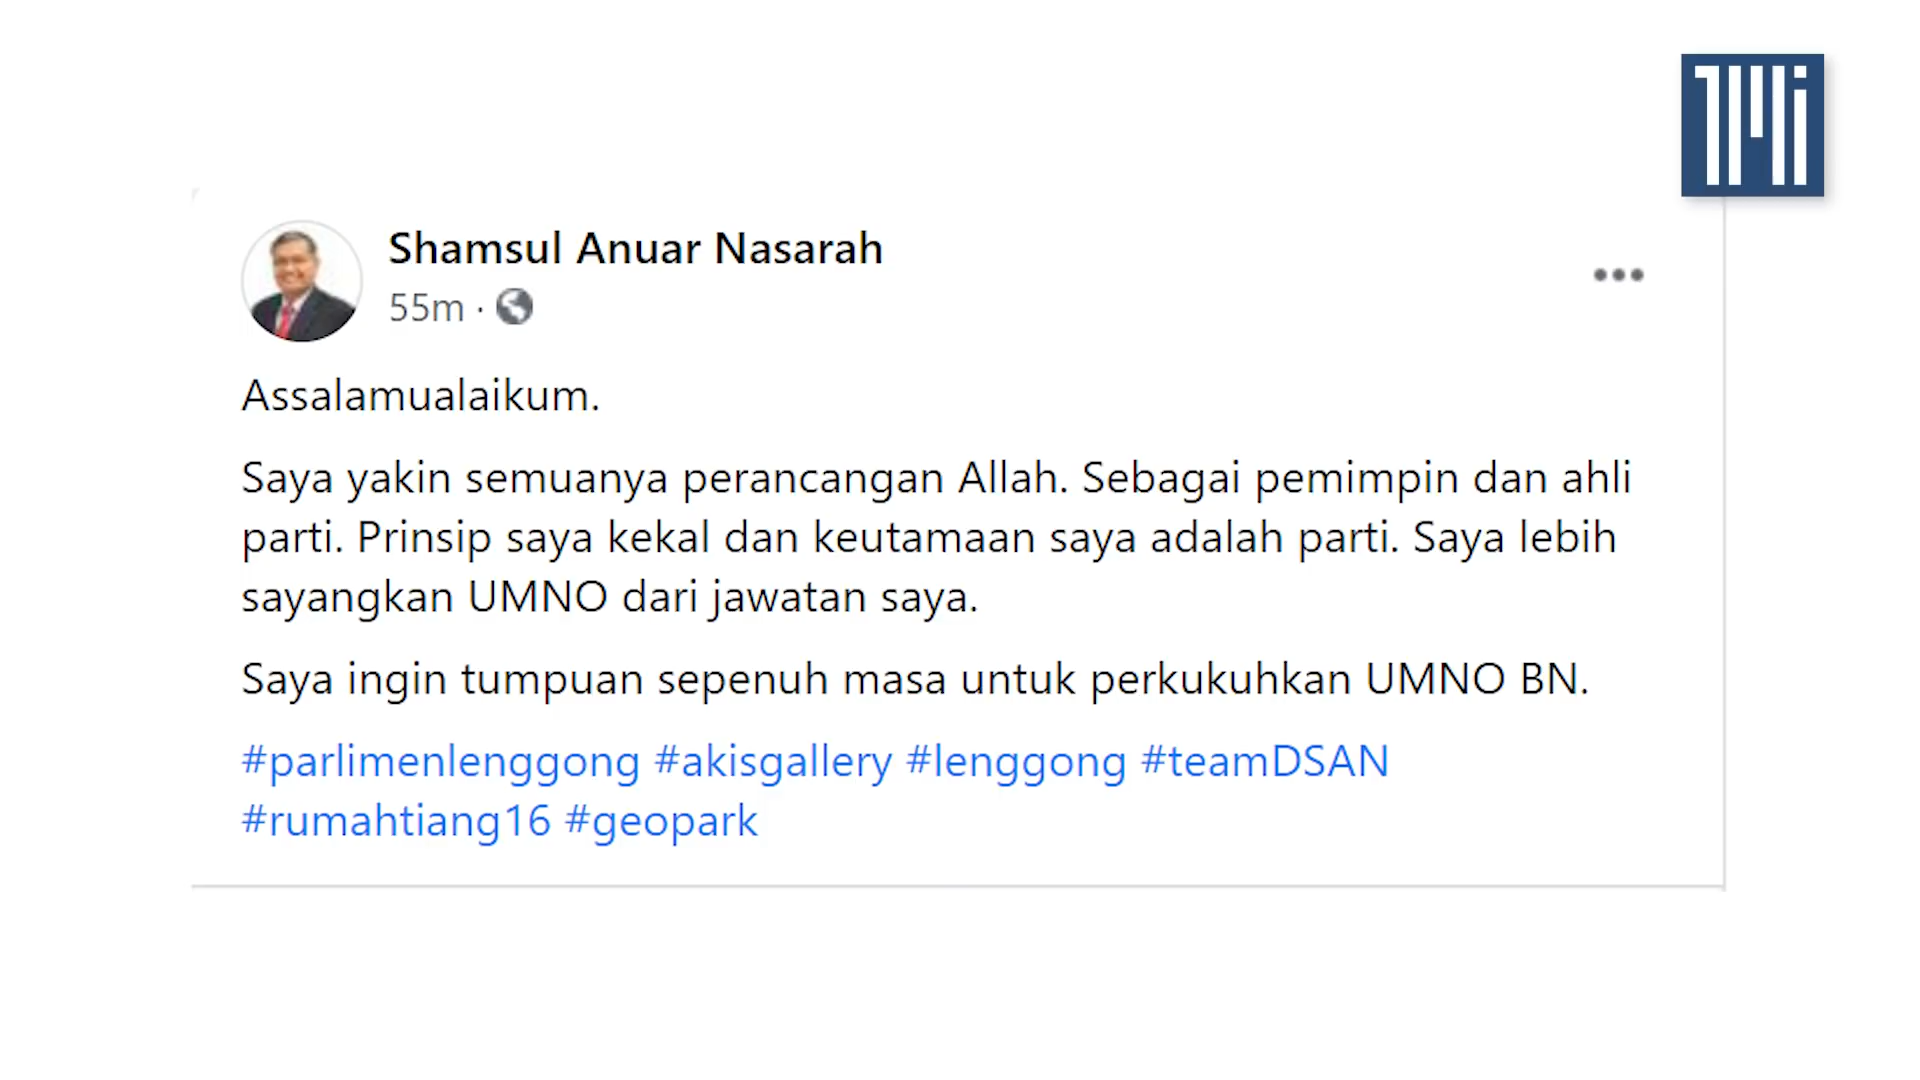 TMi
Shamsul Anuar Nasarah
55m ·
Assalamualaikum.
Saya yakin semuanya perancangan Allah. Sebagai pemimpin dan ahli
parti. Prinsip saya kekal dan keutamaan saya adalah parti. Saya lebih
sayangkan UMNO dari jawatan saya.
Saya ingin tumpuan sepenuh masa untuk perkukuhkan UMNO BN.
#parlimenlenggong #akisgallery #lenggong #teamDSAN
#rumahtiang16 #geopark